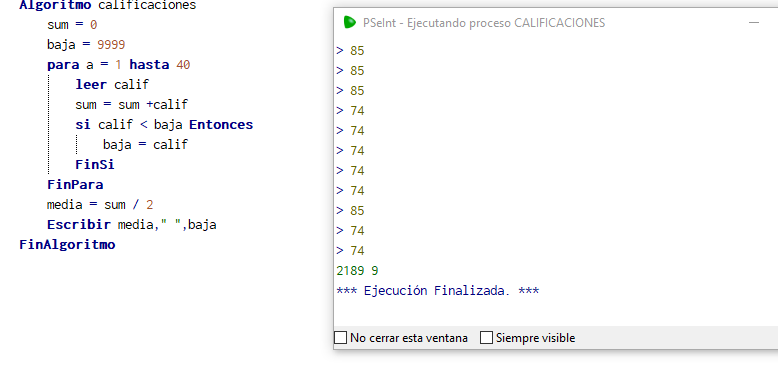 Algoritmo calificaciones
sum = 0
baja = 9999
para a = 1 hasta 40
leer calif
sum = sum +calif
si calif < baja Entonces
baja = calif
FinSi
FinPara
media = sum / 2
Escribir media," ",baja
FinAlgoritmo
PSeInt - Ejecutando proceso CALIFICACIONES
> 85
> 85
> 85
> 74
> 74
> 74
> 74
> 74
> 85
> 74
> 74
2189 9
*** Ejecución Finalizada. ***
No cerrar esta ventana Siempre visible